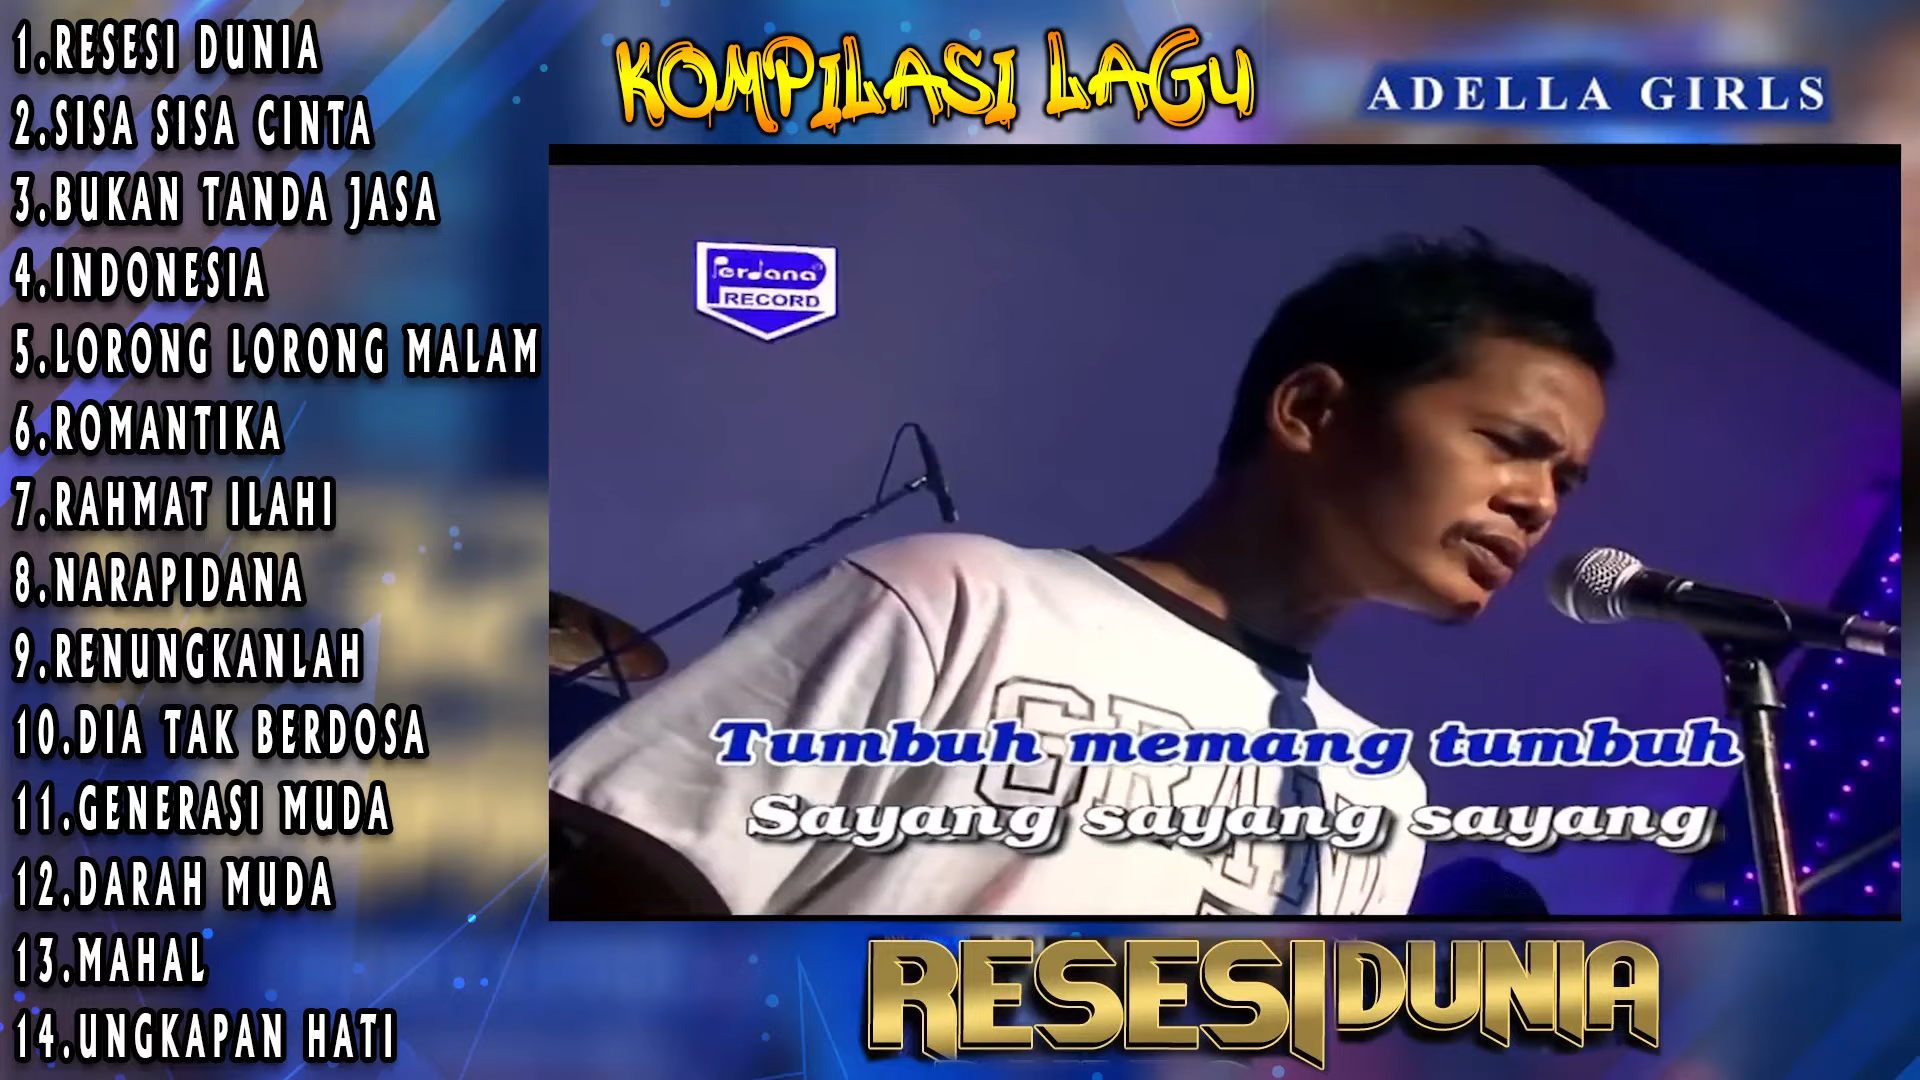 1.RESESI DUNIA
2.SISA SISA CINTA
3.BUKAN TANDA JASA
4.INDONESIA
5.LORONG LORONG MALAM
6.ROMANTIKA
7.RAHMAT ILAHI
8.NARAPIDANA
9.RENUNGKANLAH
10.DIA TAK BERDOSA
11.GENERASI MUDA
12.DARAH MUDA
13.MAHAL
14.UNGKAPAN HATI
KOMPILASI LAGU
ADELLA GIRLS
Perdana
RECORD
Tumbuh memang tumbuh
Sayang sayang sayang
RESESI DUNIA